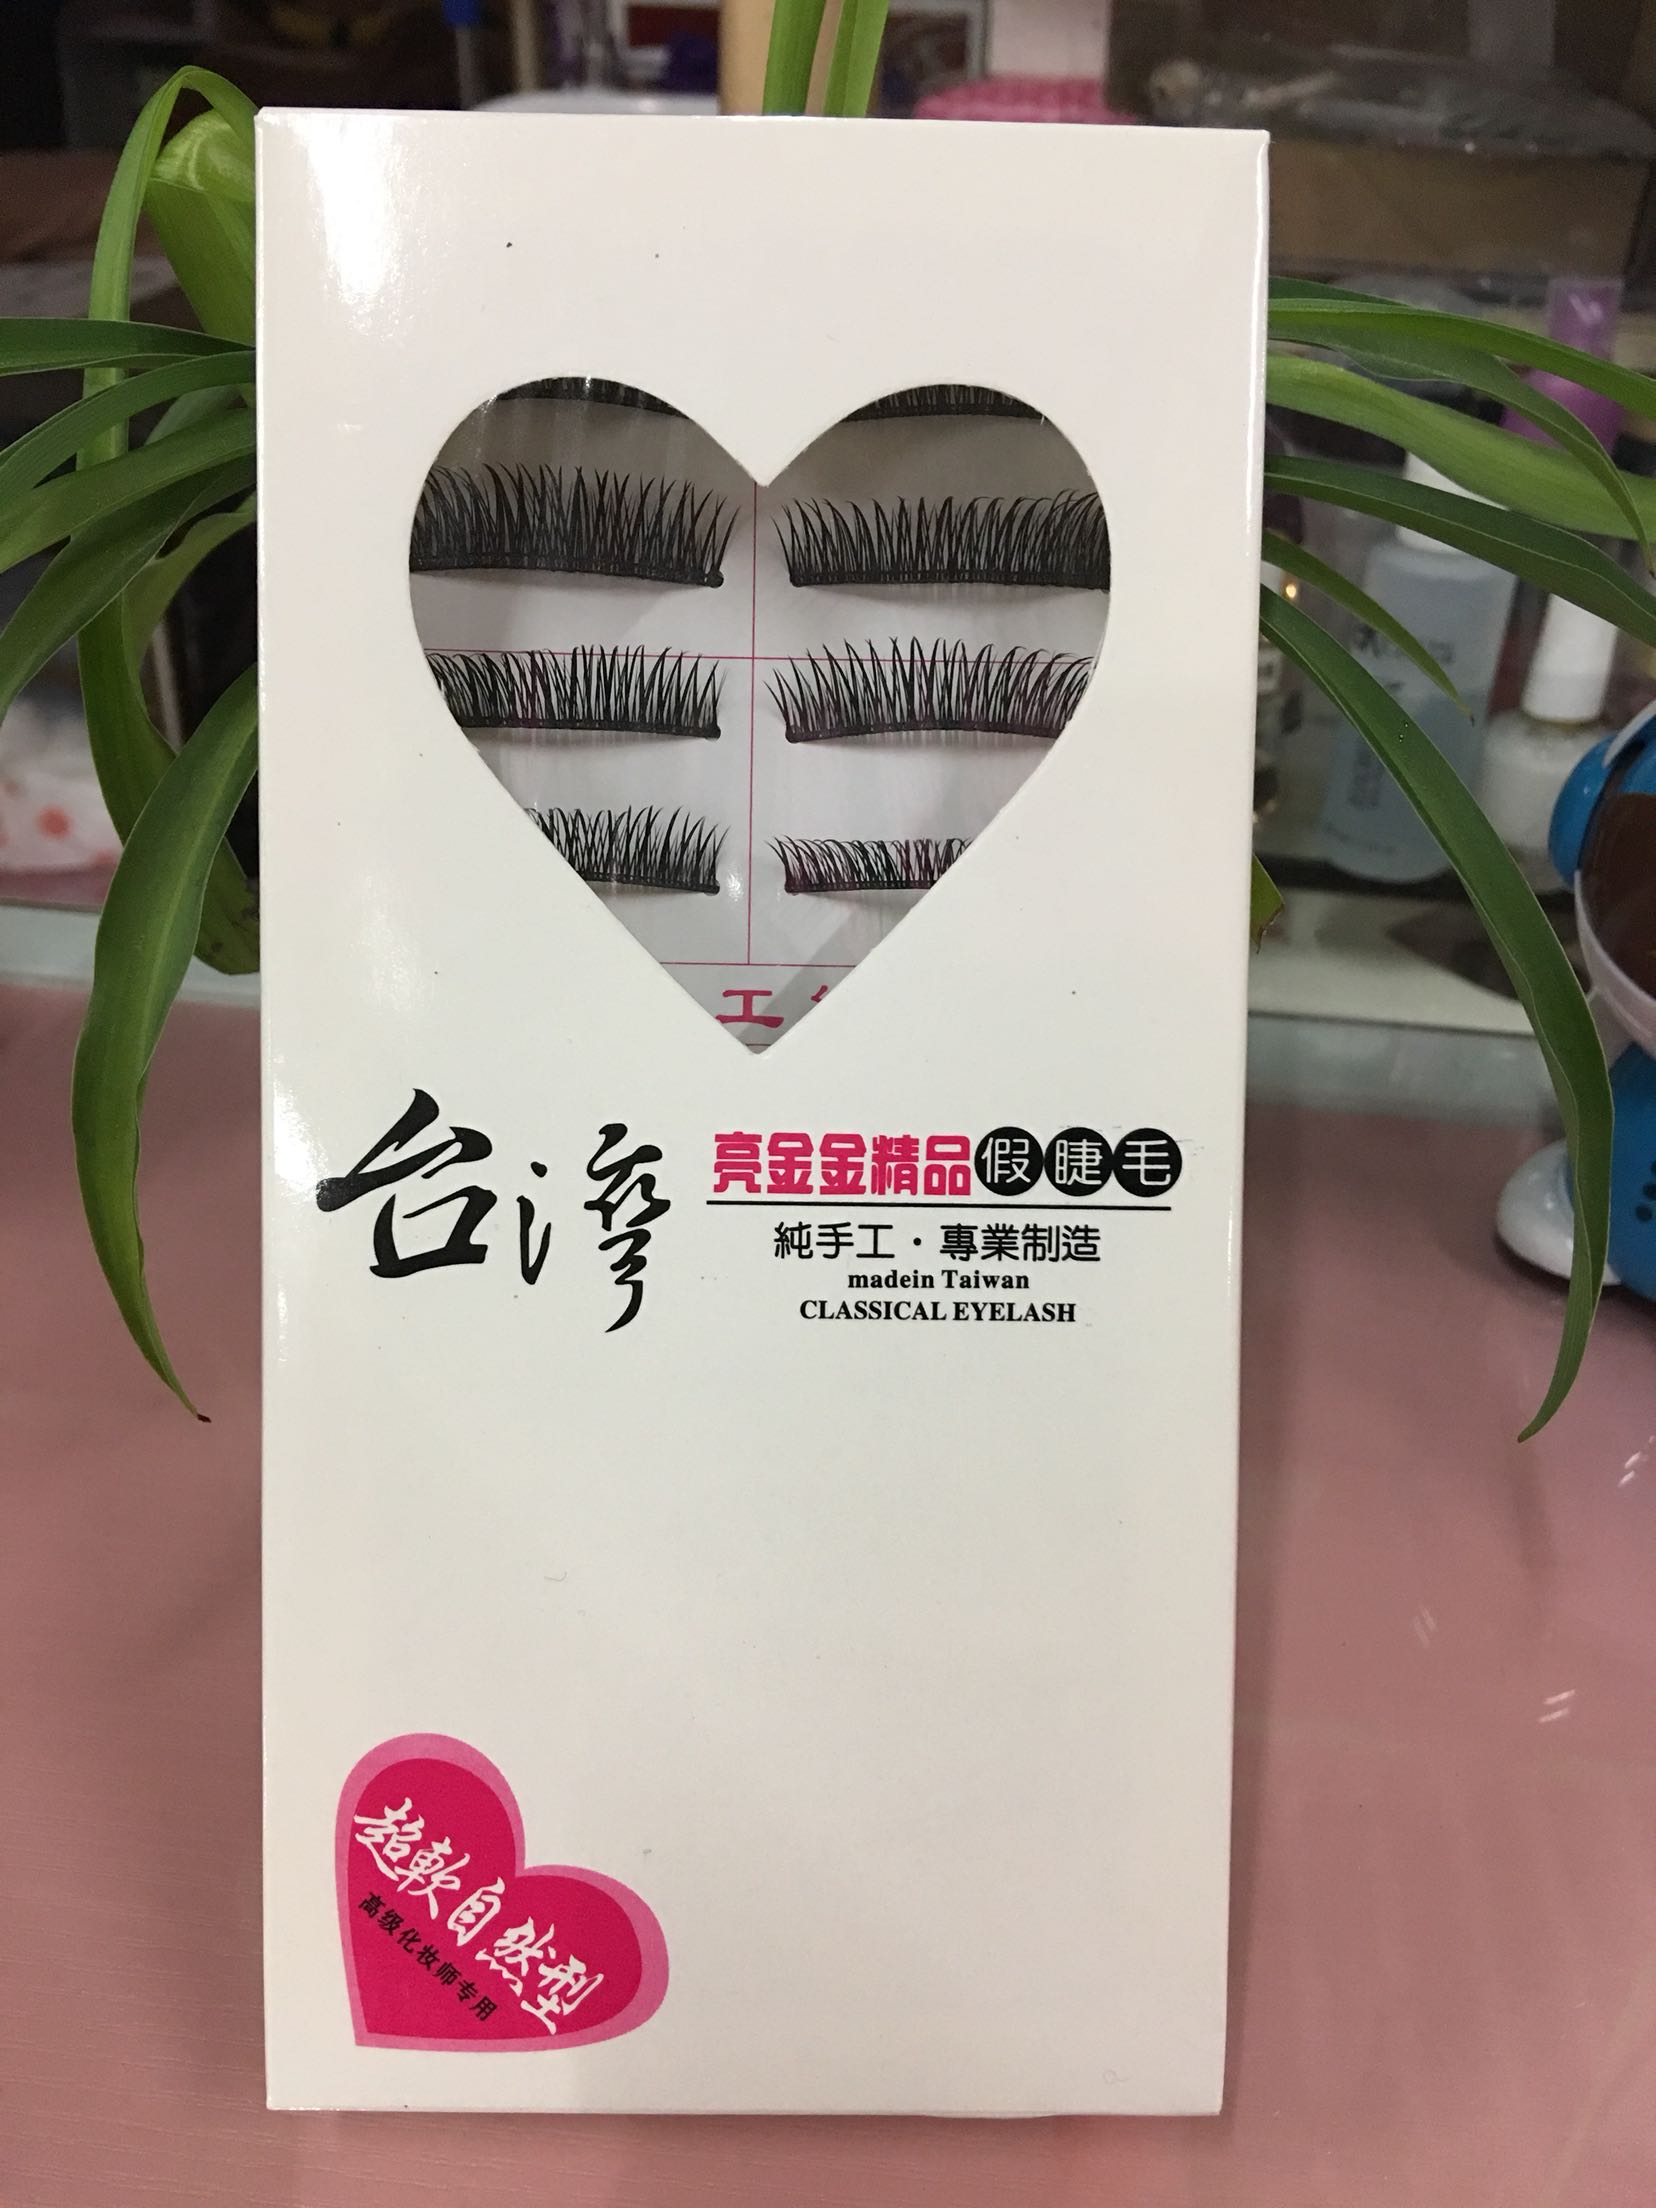 工
台湾
亮金金精品假睫毛
純手工·專業制造
madein Taiwan
CLASSICAL EYELASH
超軟自然型
高级化妆师专用